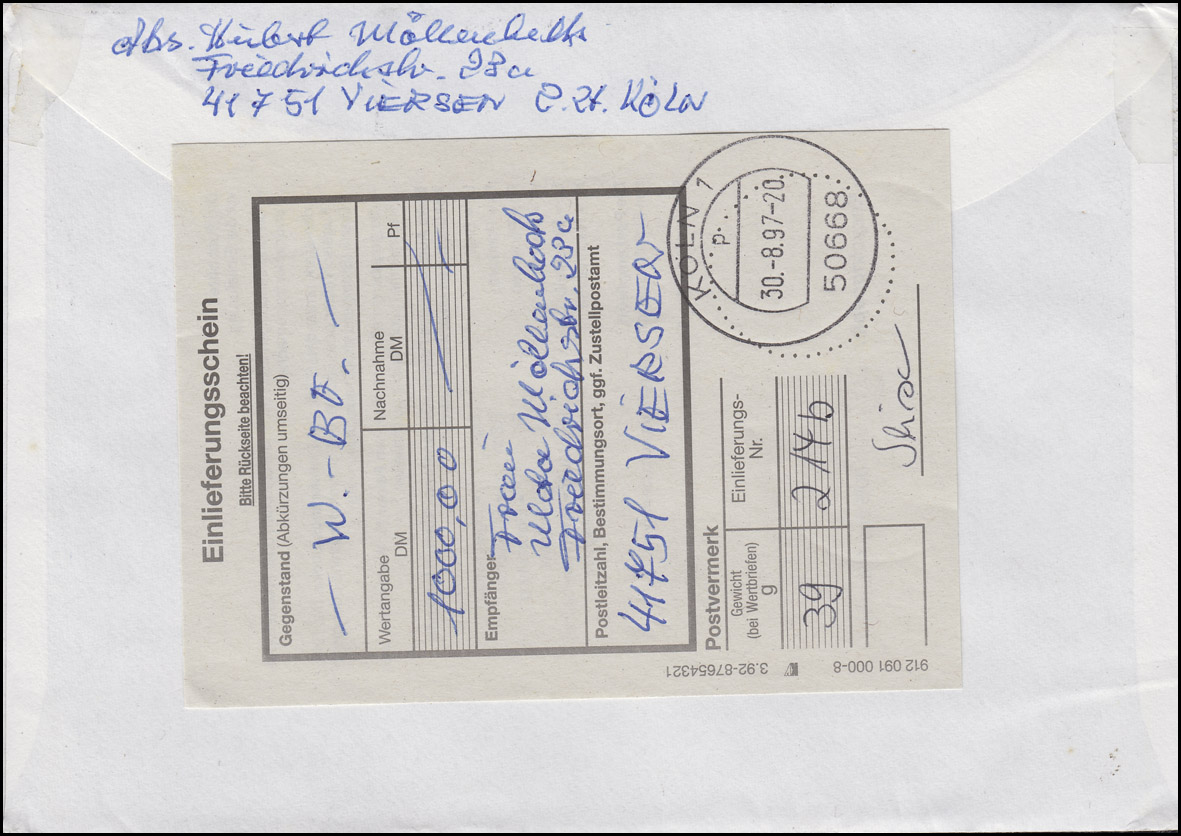 Abs. Hubert
Friedrichstr. 23a
41751 VIERSEN z.Zt. KÖLN
Einlieferungsschein
Bitte Rückseite beachten!
Gegenstand (Abkürzungen umseitig)
— W.-BF. —
Wertangabe
DM
Nachnahme
DM
Pf
1000,00
Empfänger
Frau
Friedrichstr. 23a
Postleitzahl, Bestimmungsort, ggf. Zustellpostamt
41751 VIERSEN
Postvermerk
Gewicht
(bei Wertbriefen)
g
Einlieferungs-
Nr.
39
214b
KÖLN 1
p
30.-8.97-20
50668
912 091 000-8
3.92-87654321